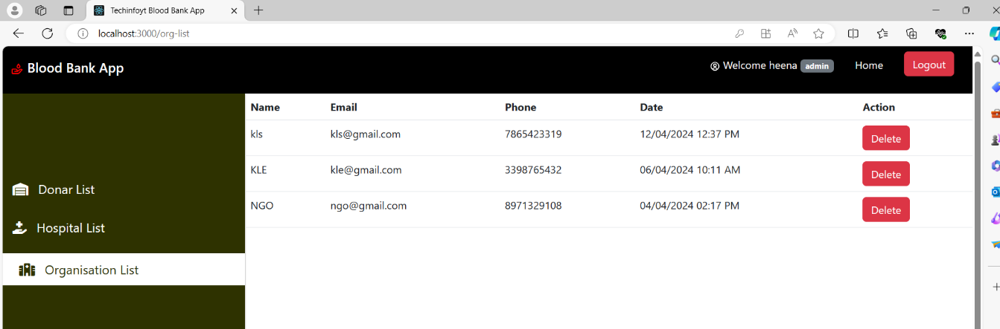 Techinfoyt Blood Bank App
localhost:3000/org-list
Blood Bank App
Welcome heena admin Home Logout
Donar List
Hospital List
Organisation List
Name Email Phone Date Action
kls kls@gmail.com 7865423319 12/04/2024 12:37 PM Delete
KLE kle@gmail.com 3398765432 06/04/2024 10:11 AM Delete
NGO ngo@gmail.com 8971329108 04/04/2024 02:17 PM Delete